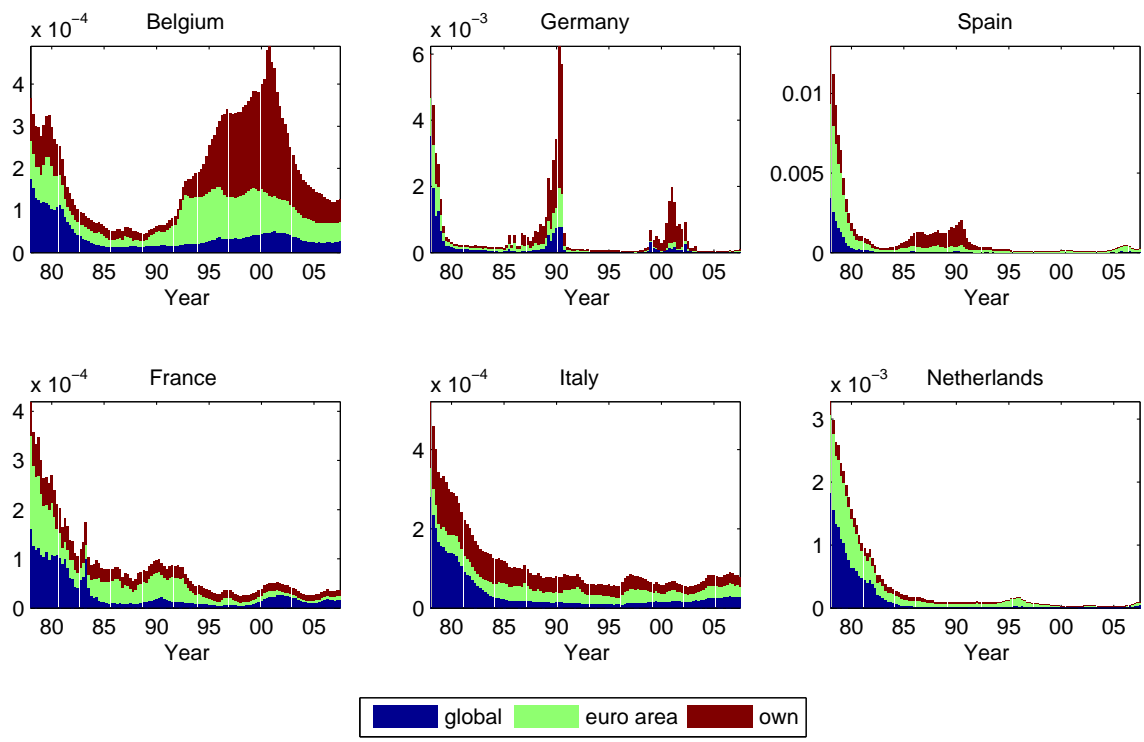 x 10⁻⁴ Belgium
4
3
2
1
0
80 85 90 95 00 05
Year
x 10⁻³ Germany
6
4
2
0
80 85 90 95 00 05
Year
Spain
0.01
0.005
0
80 85 90 95 00 05
Year
x 10⁻⁴ France
4
3
2
1
0
80 85 90 95 00 05
Year
x 10⁻⁴ Italy
4
2
0
80 85 90 95 00 05
Year
x 10⁻³ Netherlands
3
2
1
0
80 85 90 95 00 05
Year
global euro area own